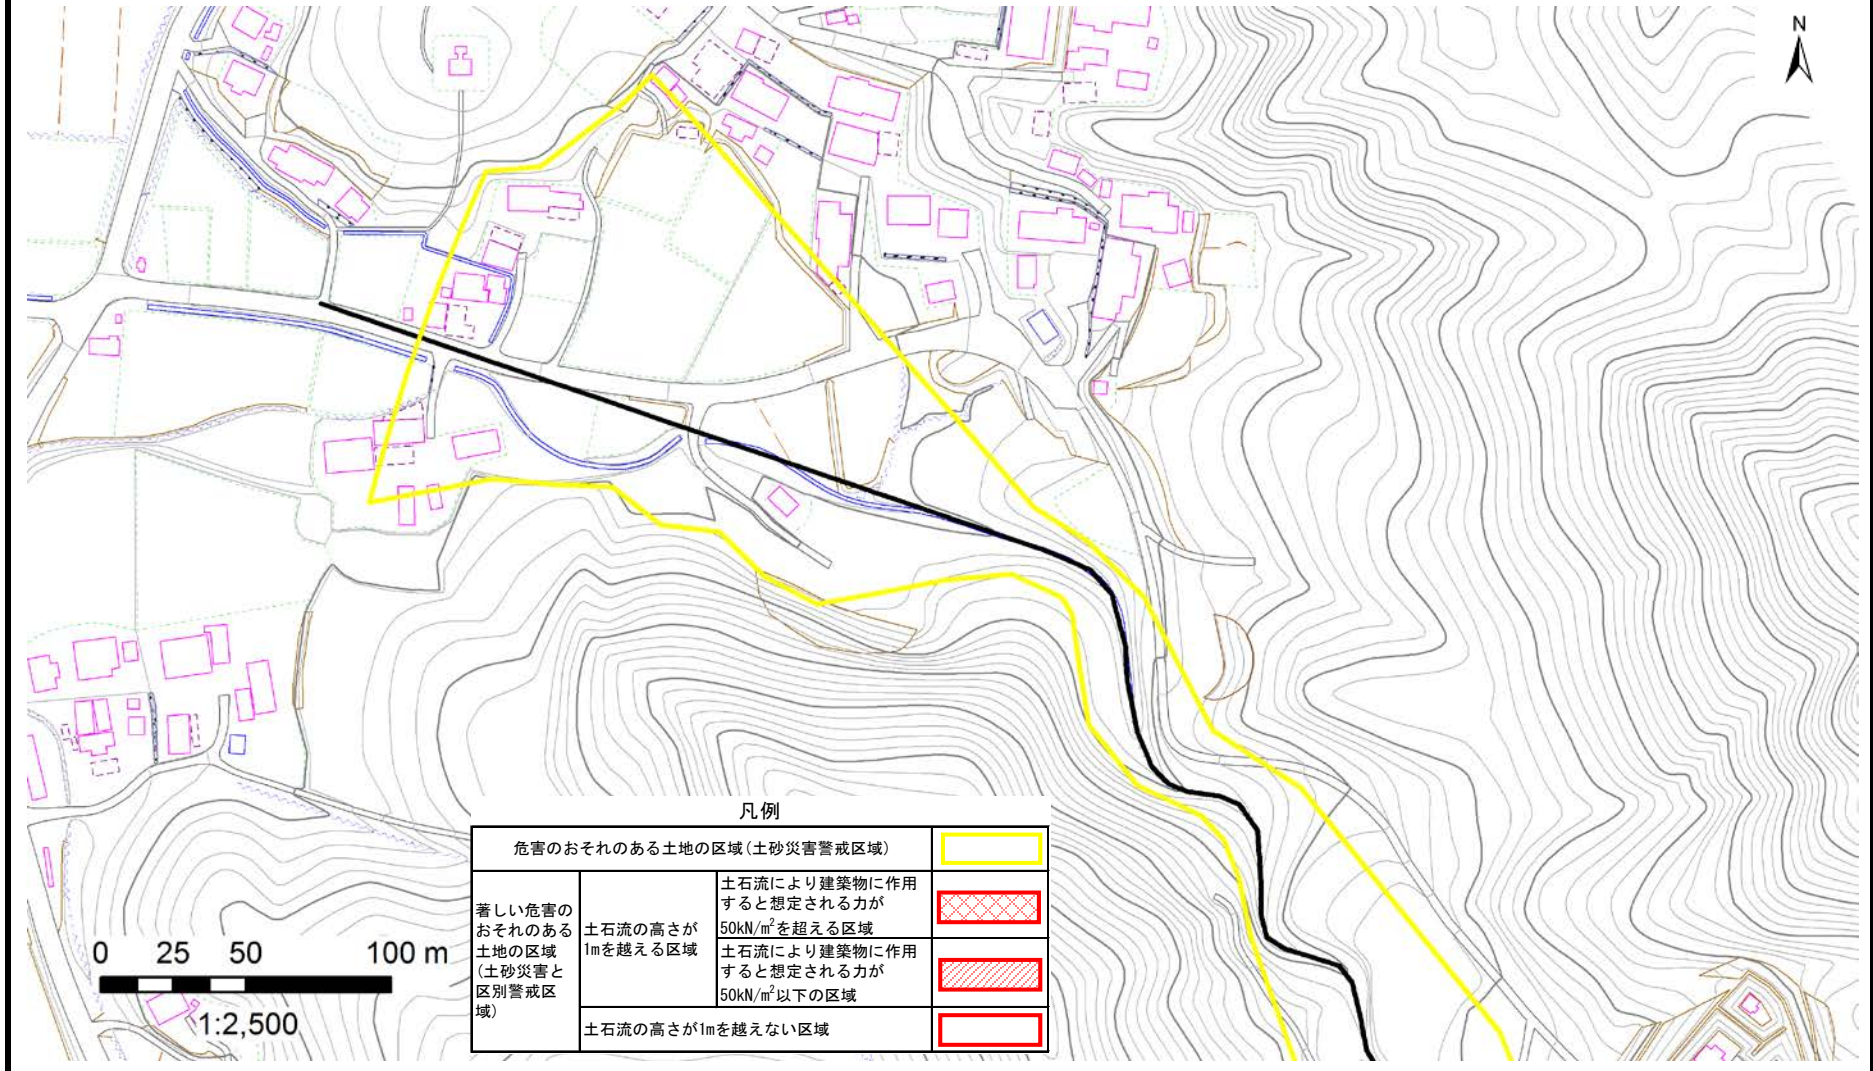 N
凡例
危害のおそれのある土地の区域(土砂災害警戒区域)
著しい危害の
おそれのある
土地の区域
(土砂災害と
区別警戒区
域)
土石流の高さが
1mを越える区域
土石流により建築物に作用
すると想定される力が
50kN/m²を超える区域
土石流により建築物に作用
すると想定される力が
50kN/m²以下の区域
土石流の高さが1mを越えない区域
0 25 50 100 m
1:2,500